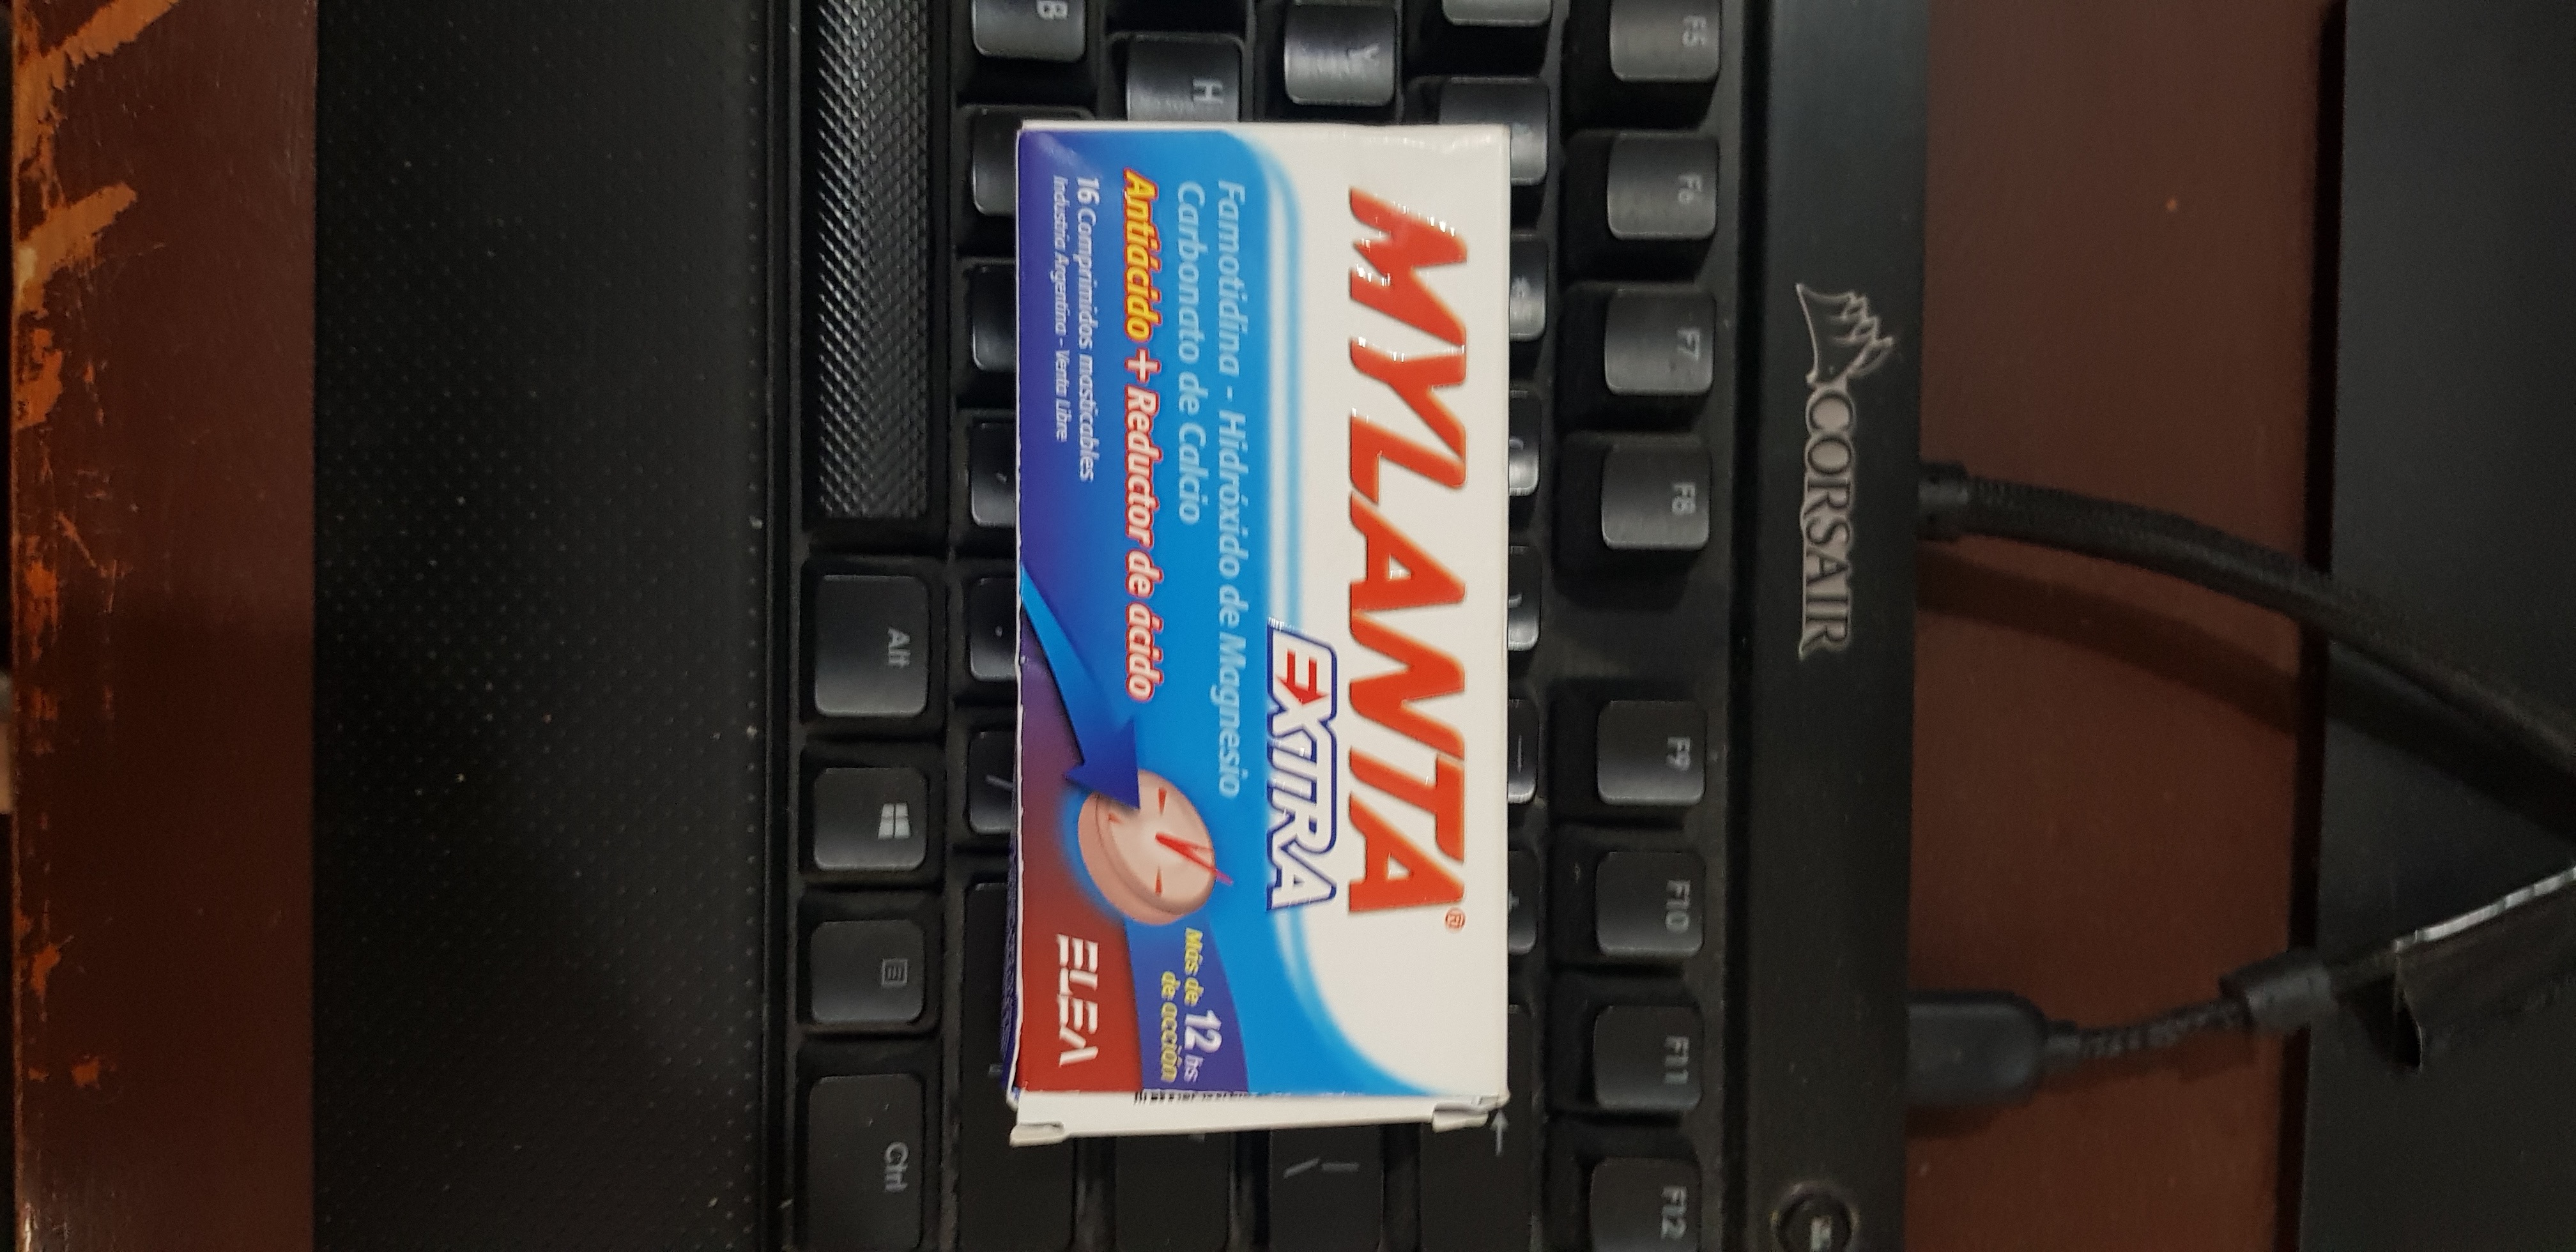 MYLANTA®
EXTRA
Famotidina - Hidróxido de Magnesio
Carbonato de Calcio
Antiácido + Reductor de ácido
16 Comprimidos masticables
Industria Argentina - Venta Libre
Más de
12 hs
de acción
ELEA
CORSAIR
F5 F6 F7 F8 F9 F10 F11 F12
Y
H
B
Alt
Ctrl